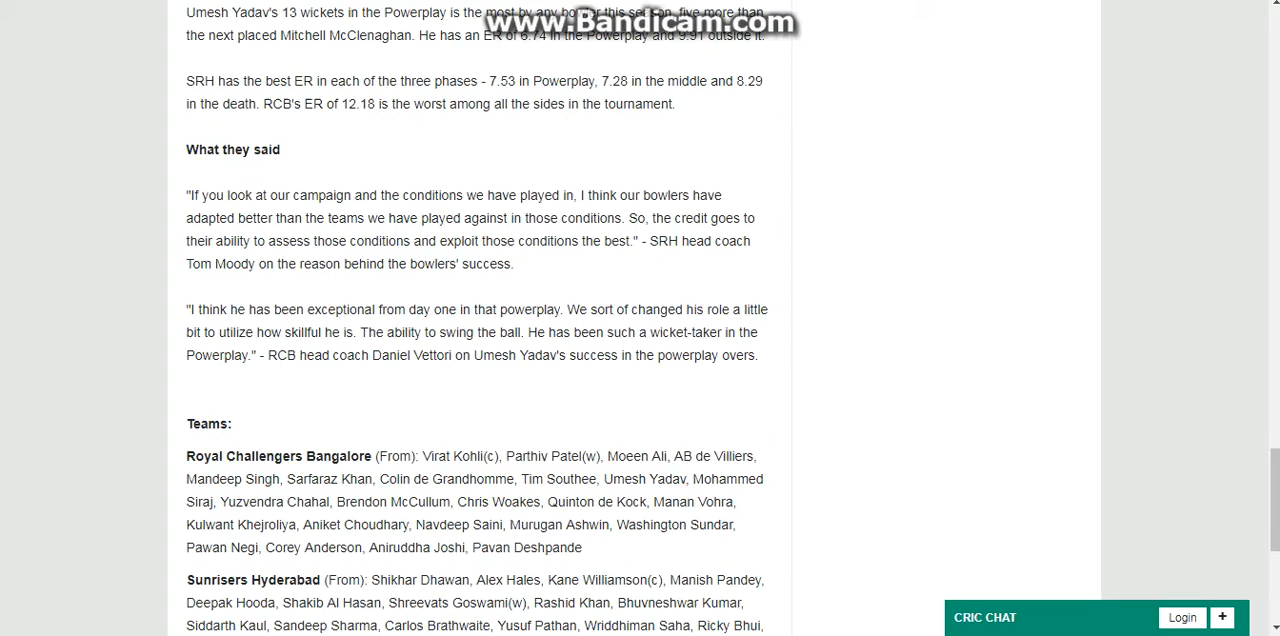 www.Bandicam.com
Umesh Yadav's 13 wickets in the Powerplay is the most by any bowler this season, five more than
the next placed Mitchell McClenaghan. He has an ER of 6.74 in the Powerplay and 9.91 outside it.
SRH has the best ER in each of the three phases - 7.53 in Powerplay, 7.28 in the middle and 8.29
in the death. RCB's ER of 12.18 is the worst among all the sides in the tournament.
What they said
"If you look at our campaign and the conditions we have played in, I think our bowlers have
adapted better than the teams we have played against in those conditions. So, the credit goes to
their ability to assess those conditions and exploit those conditions the best." - SRH head coach
Tom Moody on the reason behind the bowlers' success.
"I think he has been exceptional from day one in that powerplay. We sort of changed his role a little
bit to utilize how skillful he is. The ability to swing the ball. He has been such a wicket-taker in the
Powerplay." - RCB head coach Daniel Vettori on Umesh Yadav's success in the powerplay overs.
Teams:
Royal Challengers Bangalore (From): Virat Kohli(c), Parthiv Patel(w), Moeen Ali, AB de Villiers,
Mandeep Singh, Sarfaraz Khan, Colin de Grandhomme, Tim Southee, Umesh Yadav, Mohammed
Siraj, Yuzvendra Chahal, Brendon McCullum, Chris Woakes, Quinton de Kock, Manan Vohra,
Kulwant Khejroliya, Aniket Choudhary, Navdeep Saini, Murugan Ashwin, Washington Sundar,
Pawan Negi, Corey Anderson, Aniruddha Joshi, Pavan Deshpande
Sunrisers Hyderabad (From): Shikhar Dhawan, Alex Hales, Kane Williamson(c), Manish Pandey,
Deepak Hooda, Shakib Al Hasan, Shreevats Goswami(w), Rashid Khan, Bhuvneshwar Kumar,
Siddarth Kaul, Sandeep Sharma, Carlos Brathwaite, Yusuf Pathan, Wriddhiman Saha, Ricky Bhui,
CRIC CHAT
Login
+